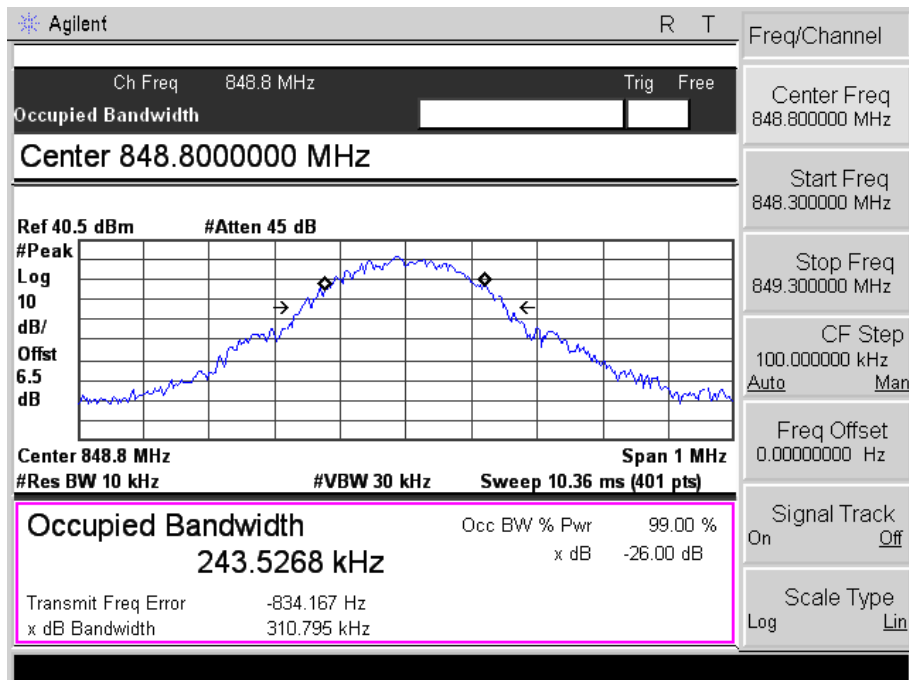 Agilent R T
Ch Freq 848.8 MHz Trig Free
Occupied Bandwidth
Center 848.8000000 MHz
Ref 40.5 dBm #Atten 45 dB
#Peak
Log
10
dB/
Offst
6.5
dB
Center 848.8 MHz Span 1 MHz
#Res BW 10 kHz #VBW 30 kHz Sweep 10.36 ms (401 pts)
Occupied Bandwidth Occ BW % Pwr 99.00 %
243.5268 kHz x dB -26.00 dB
Transmit Freq Error -834.167 Hz
x dB Bandwidth 310.795 kHz
Freq/Channel
Center Freq
848.800000 MHz
Start Freq
848.300000 MHz
Stop Freq
849.300000 MHz
CF Step
100.000000 kHz
Auto Man
Freq Offset
0.00000000 Hz
Signal Track
On Off
Scale Type
Log Lin